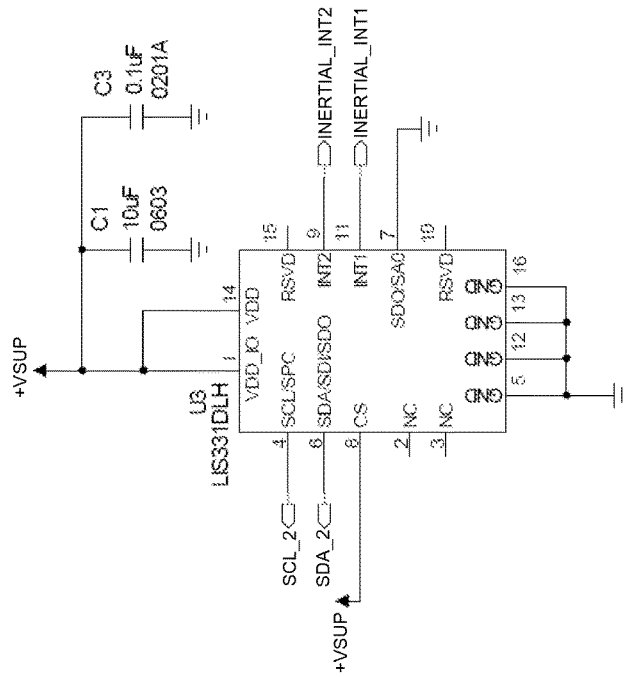 +VSUP
C1
10uF
0603
C3
0.1uF
0201A
U3
LIS331DLH
1
14
VDD_IO
VDD
SCL_2
4
SCL/SPC
RSVD
15
SDA_2
6
SDA/SDI/SDO
INT2
9
INERTIAL_INT2
+VSUP
8
CS
INT1
11
INERTIAL_INT1
2
NC
SDO/SA0
7
3
NC
RSVD
10
GND
GND
GND
GND
5
12
13
16